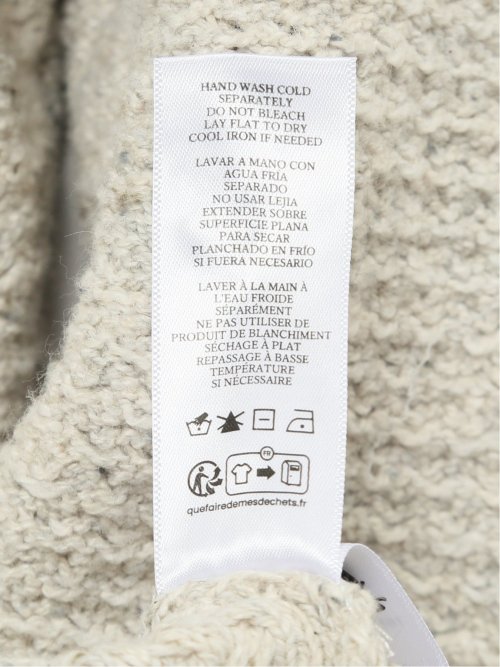 HAND WASH COLD
SEPARATELY
DO NOT BLEACH
LAY FLAT TO DRY
COOL IRON IF NEEDED
LAVAR A MANO CON
AGUA FRÍA
SEPARADO
NO USAR LEJIA
EXTENDER SOBRE
SUPERFICIE PLANA
PARA SECAR
PLANCHADO EN FRÍO
SI FUERA NECESARIO
LAVER À LA MAIN À
L'EAU FROIDE
SÉPARÉMENT
NE PAS UTILISER DE
PRODUIT DE BLANCHIMENT
SÉCHAGE À PLAT
REPASSAGE À BASSE
TEMPÉRATURE
SI NÉCESSAIRE
FR
quefairedemesdechets.fr